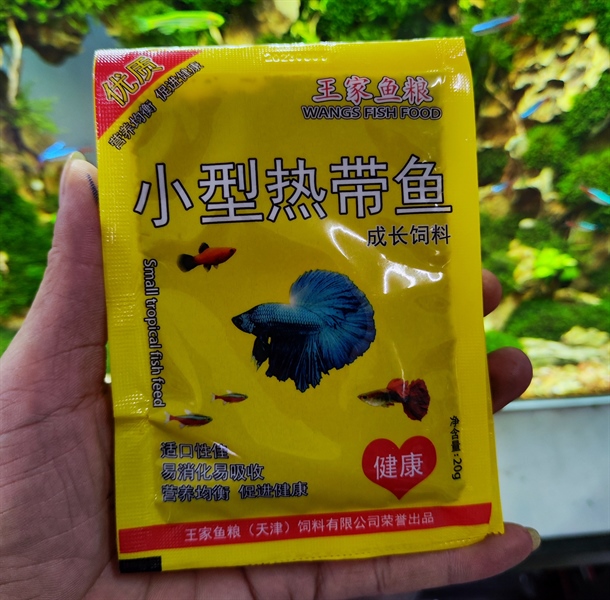 优质
营养均衡 促进健康
王家鱼粮
WANGS FISH FOOD
小型热带鱼
成长饲料
Small tropical fish feed
适口性佳
易消化易吸收
营养均衡 促进健康
健康
净含量:20g
王家鱼粮(天津)饲料有限公司荣誉出品